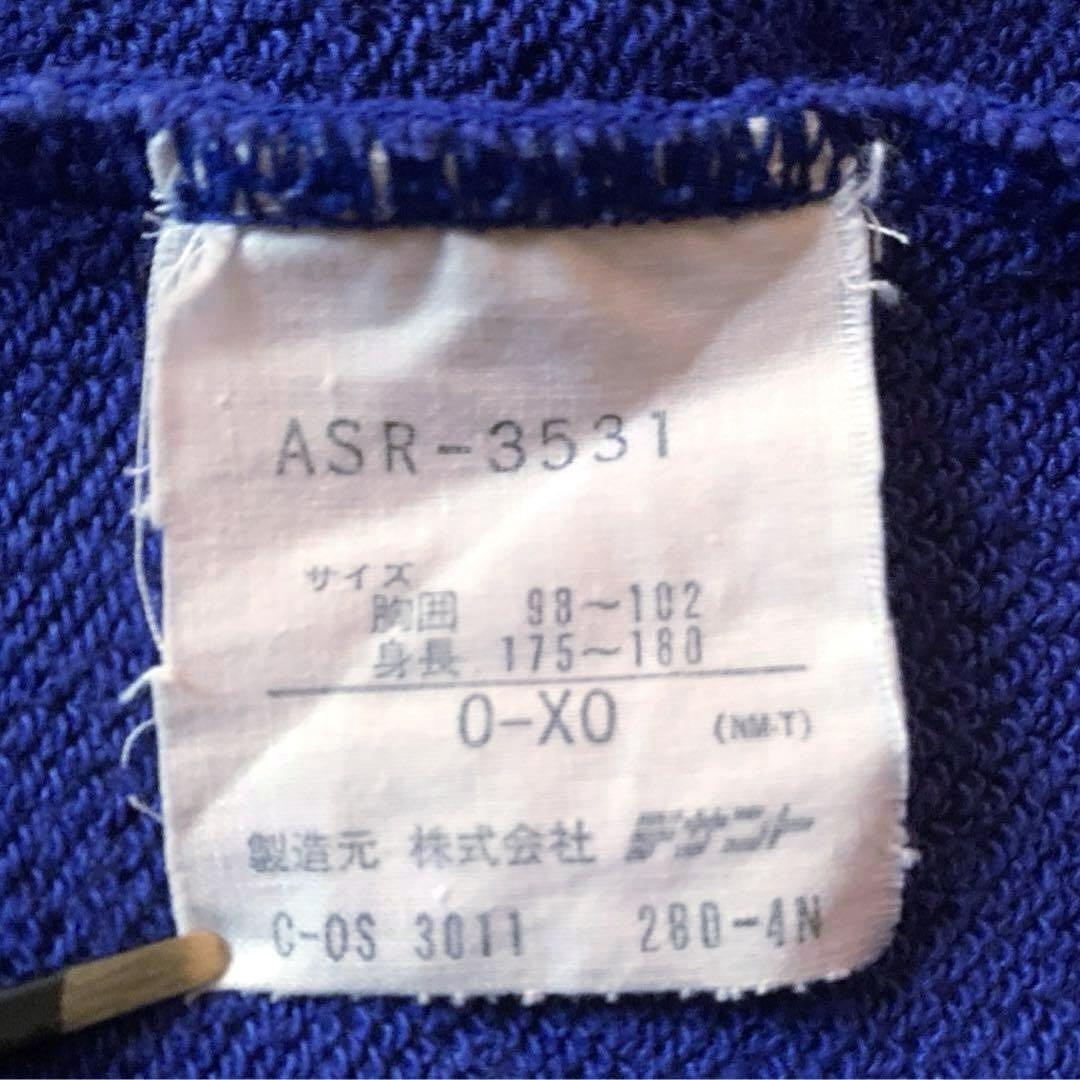 ASR-3531
サイズ
胸囲 98~102
身長 175~180
O-XO (NM-T)
製造元 株式会社 デサント
C-OS 3011 280-4N